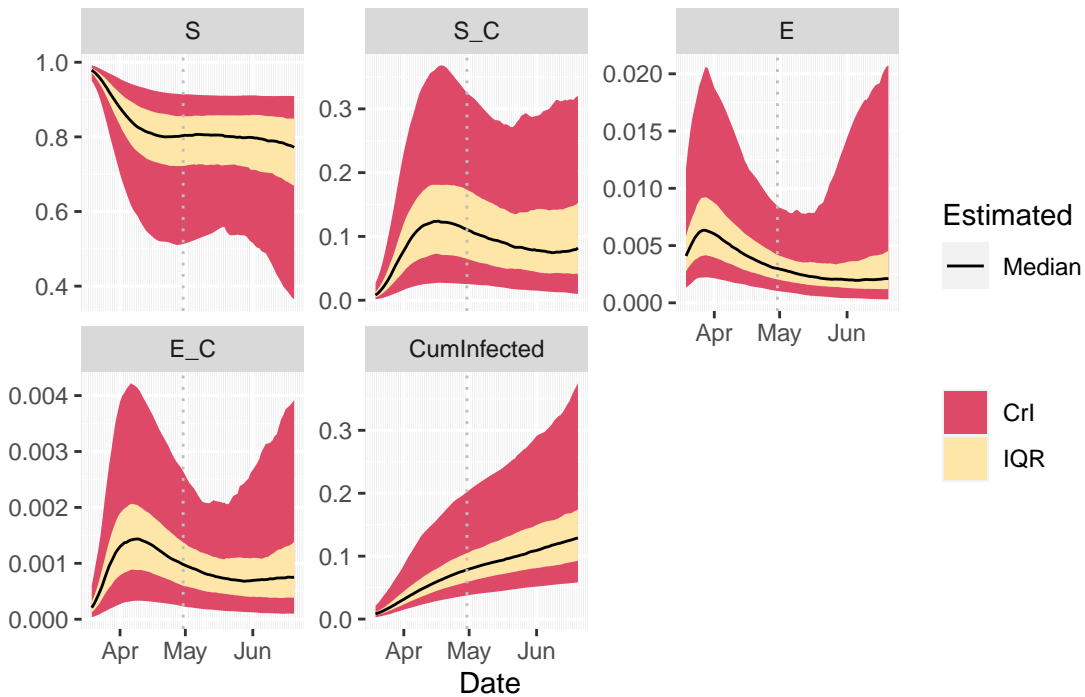 S
S_C
E
1.0
0.8
0.6
0.4
0.3
0.2
0.1
0.0
0.020
0.015
0.010
0.005
0.000
Apr May Jun
Estimated
Median
E_C
CumInfected
0.004
0.003
0.002
0.001
0.000
0.3
0.2
0.1
0.0
Apr May Jun
Apr May Jun
Date
CrI
IQR